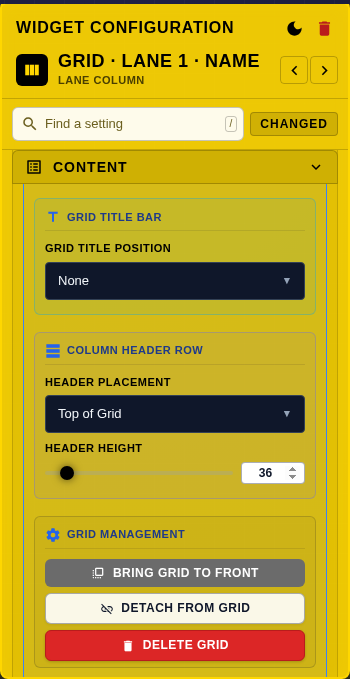 WIDGET CONFIGURATION
GRID · LANE 1 · NAME
LANE COLUMN
Find a setting
/
CHANGED
CONTENT
GRID TITLE BAR
GRID TITLE POSITION
None
COLUMN HEADER ROW
HEADER PLACEMENT
Top of Grid
HEADER HEIGHT
36
GRID MANAGEMENT
BRING GRID TO FRONT
DETACH FROM GRID
DELETE GRID